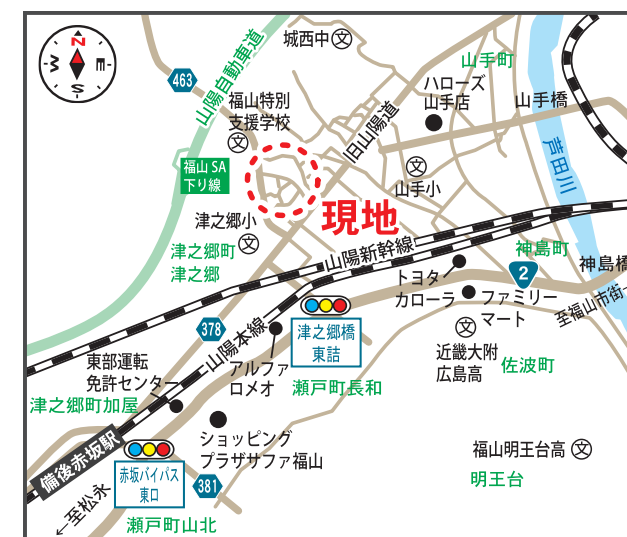 城西中 文
山手町
N
E
S
W
463
山陽自動車道
福山特別
支援学校
文
ハローズ
山手店
山手橋
旧山陽道
芦田川
福山SA
下り線
文
山手小
津之郷小
文
現地
津之郷町
津之郷
山陽新幹線
神島町
神島橋
トヨタ
カローラ
2
ファミリー
マート
至福山市街→
378
山陽本線
津之郷橋
東詰
文
近畿大附
広島高
佐波町
東部運転
免許センター
アルファ
ロメオ
瀬戸町長和
津之郷町加屋
ショッピング
プラザサファ福山
福山明王台高 文
備後赤坂駅
赤坂バイパス
東口
381
明王台
←至松永
瀬戸町山北